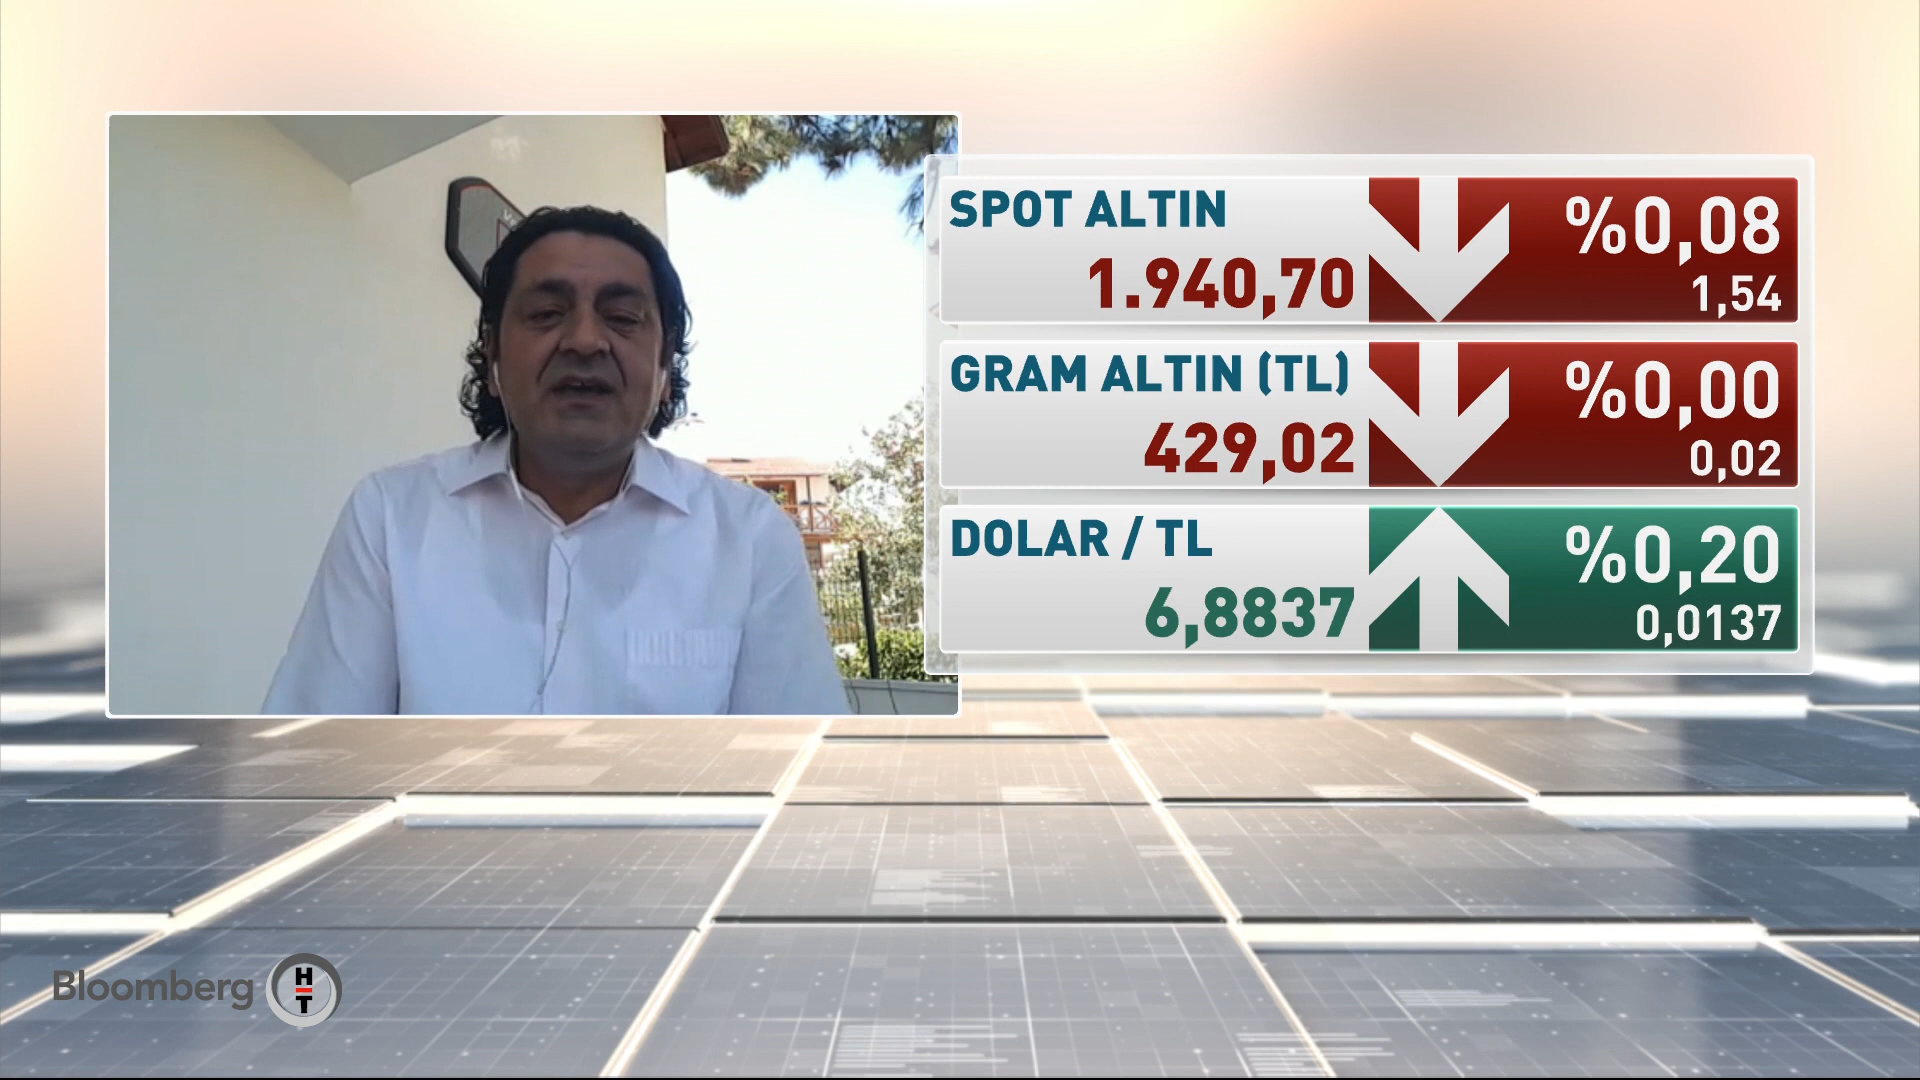 SPOT ALTIN
1.940,70
%0,08
1,54
GRAM ALTIN (TL)
429,02
%0,00
0,02
DOLAR / TL
6,8837
%0,20
0,0137
Bloomberg HT